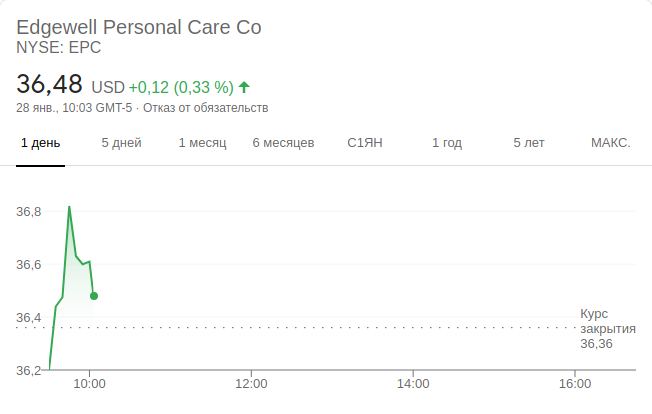 Edgewell Personal Care Co
NYSE: EPC
36,48 USD +0,12 (0,33 %)
28 янв., 10:03 GMT-5 · Отказ от обязательств
1 день 5 дней 1 месяц 6 месяцев С1ЯН 1 год 5 лет МАКС.
36,8
36,6
36,4
36,2
Курс
закрытия
36,36
10:00 12:00 14:00 16:00